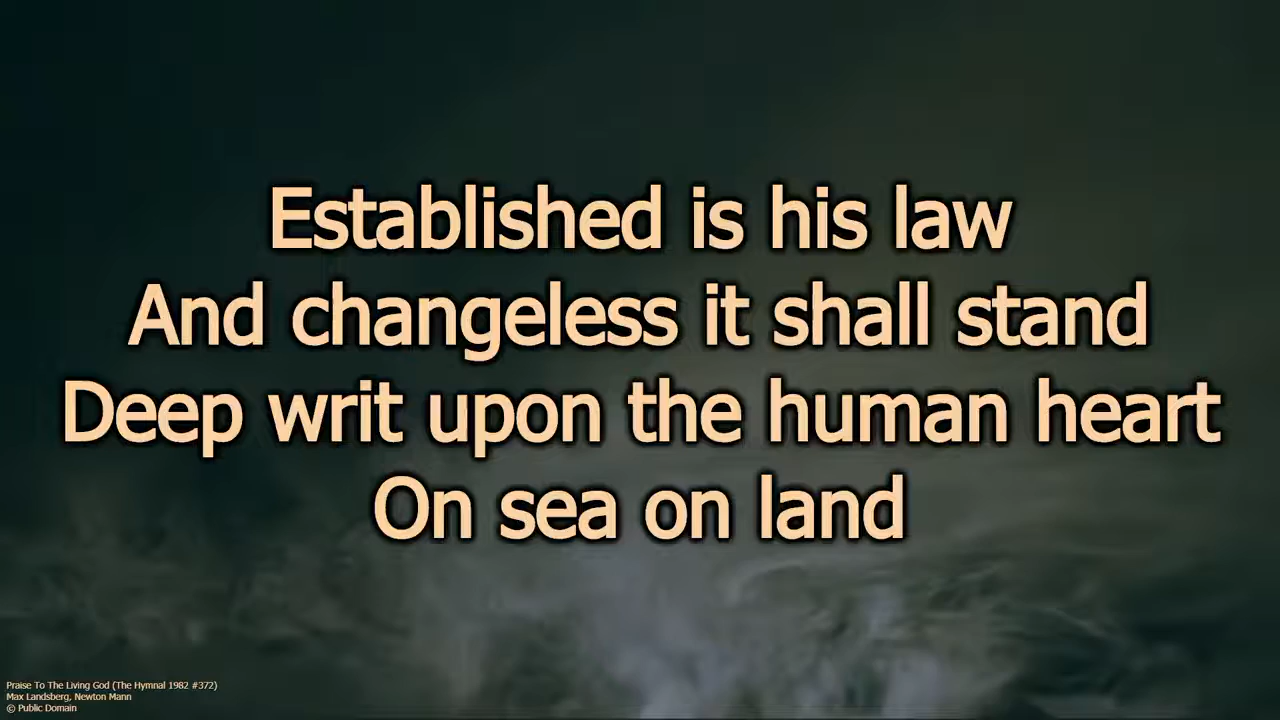 Established is his law
And changeless it shall stand
Deep writ upon the human heart
On sea on land
Praise To The Living God (The Hymnal 1982 #372)
Max Landsberg, Newton Mann
© Public Domain